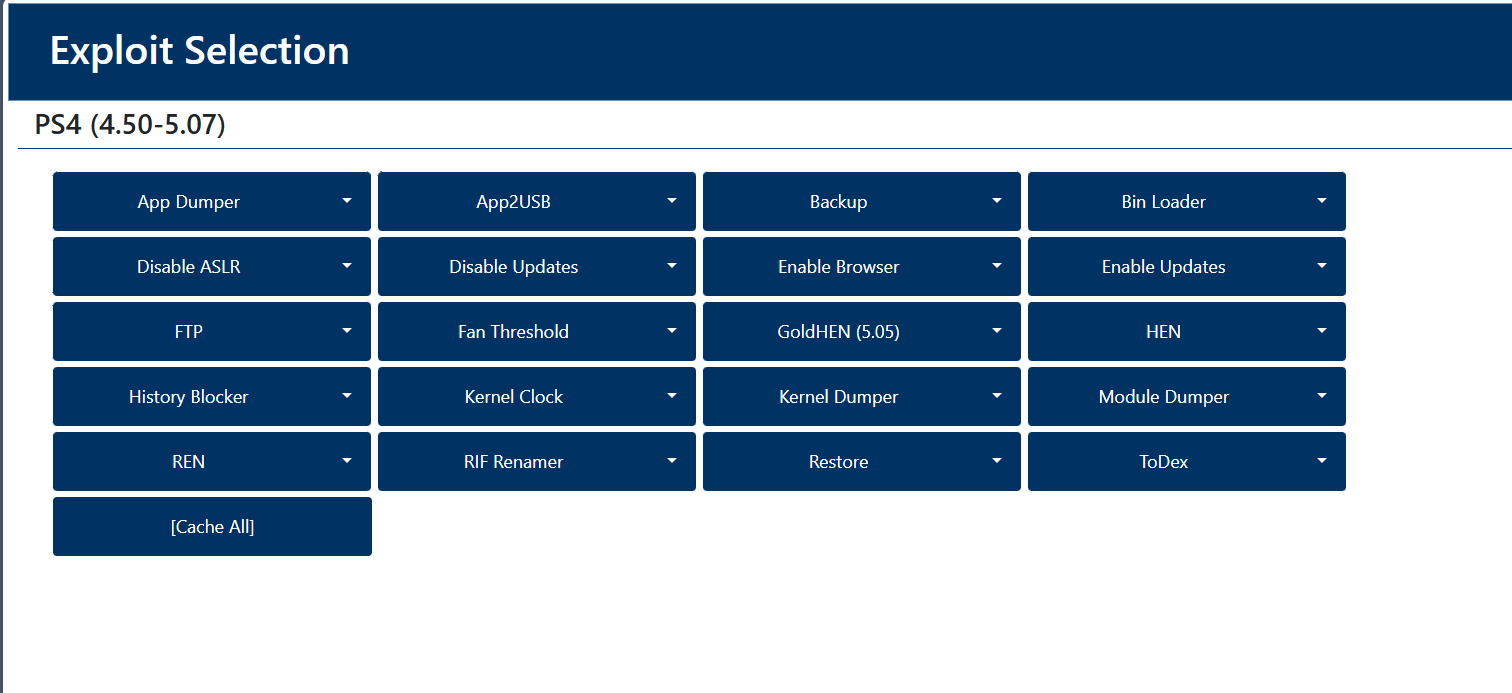 Exploit Selection
PS4 (4.50-5.07)
App Dumper
App2USB
Backup
Bin Loader
Disable ASLR
Disable Updates
Enable Browser
Enable Updates
FTP
Fan Threshold
GoldHEN (5.05)
HEN
History Blocker
Kernel Clock
Kernel Dumper
Module Dumper
REN
RIF Renamer
Restore
ToDex
[Cache All]